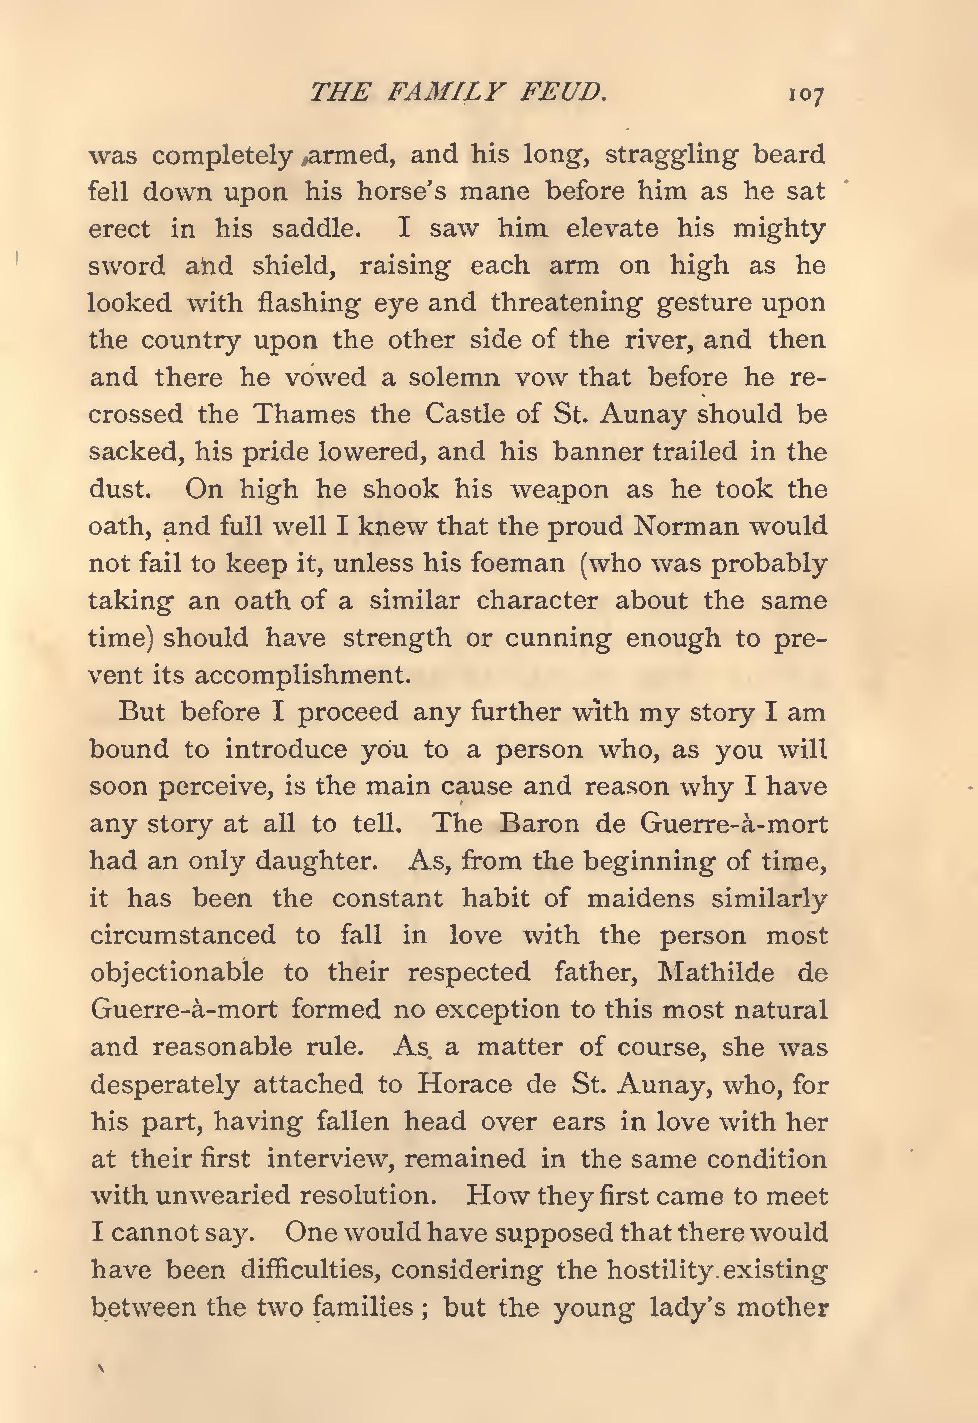 THE FAMILY FEUD. 107
was completely armed, and his long, straggling beard
fell down upon his horse's mane before him as he sat
erect in his saddle. I saw him elevate his mighty
sword and shield, raising each arm on high as he
looked with flashing eye and threatening gesture upon
the country upon the other side of the river, and then
and there he vowed a solemn vow that before he re-
crossed the Thames the Castle of St. Aunay should be
sacked, his pride lowered, and his banner trailed in the
dust. On high he shook his weapon as he took the
oath, and full well I knew that the proud Norman would
not fail to keep it, unless his foeman (who was probably
taking an oath of a similar character about the same
time) should have strength or cunning enough to pre-
vent its accomplishment.
But before I proceed any further with my story I am
bound to introduce you to a person who, as you will
soon perceive, is the main cause and reason why I have
any story at all to tell. The Baron de Guerre-à-mort
had an only daughter. As, from the beginning of time,
it has been the constant habit of maidens similarly
circumstanced to fall in love with the person most
objectionable to their respected father, Mathilde de
Guerre-à-mort formed no exception to this most natural
and reasonable rule. As a matter of course, she was
desperately attached to Horace de St. Aunay, who, for
his part, having fallen head over ears in love with her
at their first interview, remained in the same condition
with unwearied resolution. How they first came to meet
I cannot say. One would have supposed that there would
have been difficulties, considering the hostility existing
between the two families; but the young lady's mother